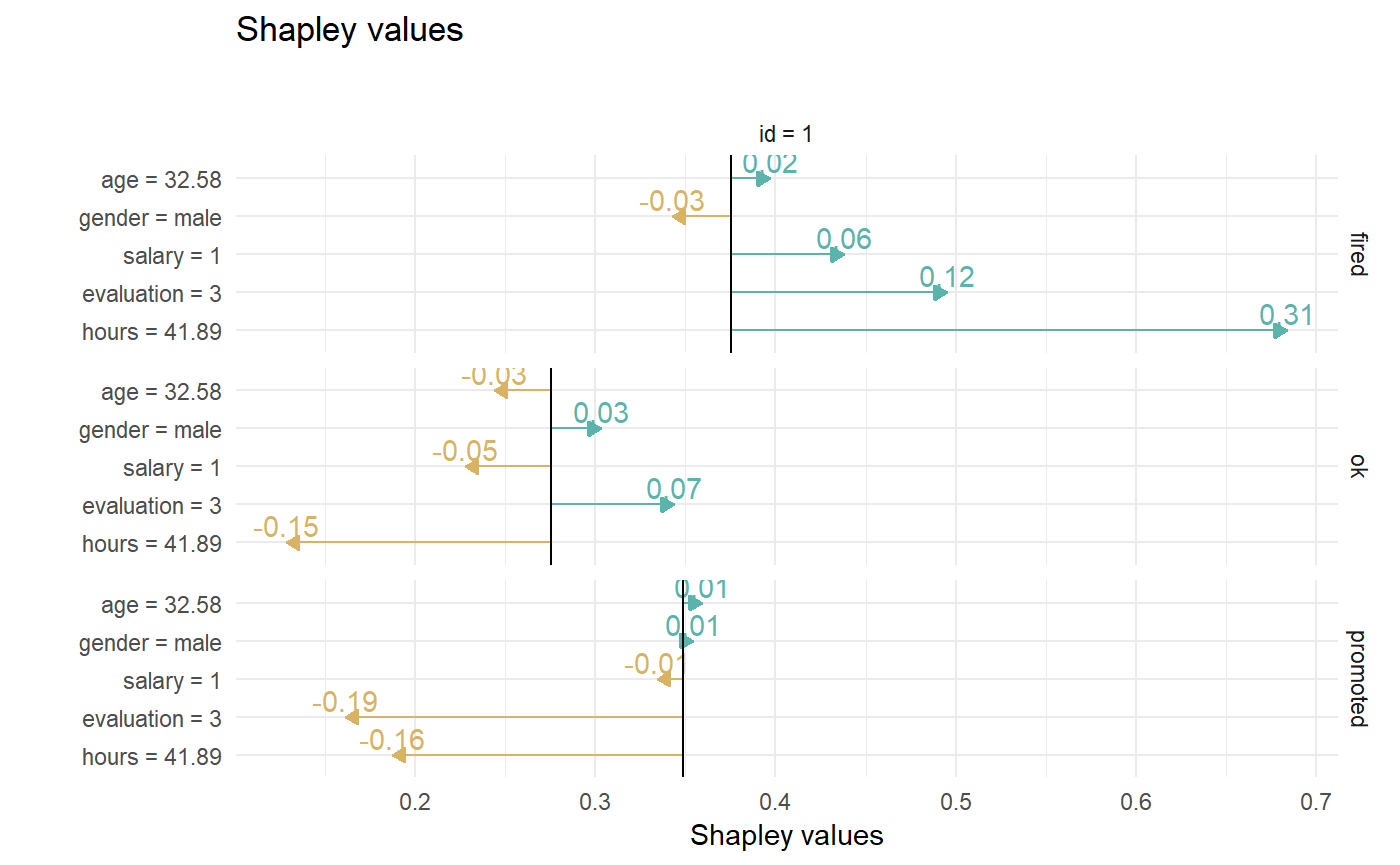 Shapley values
id = 1
age = 32.58
0.02
gender = male
-0.03
salary = 1
0.06
evaluation = 3
0.12
hours = 41.89
0.31
fired
age = 32.58
-0.03
gender = male
0.03
salary = 1
-0.05
evaluation = 3
0.07
hours = 41.89
-0.15
ok
age = 32.58
0.01
gender = male
0.01
salary = 1
-0.01
evaluation = 3
-0.19
hours = 41.89
-0.16
promoted
0.2 0.3 0.4 0.5 0.6 0.7
Shapley values